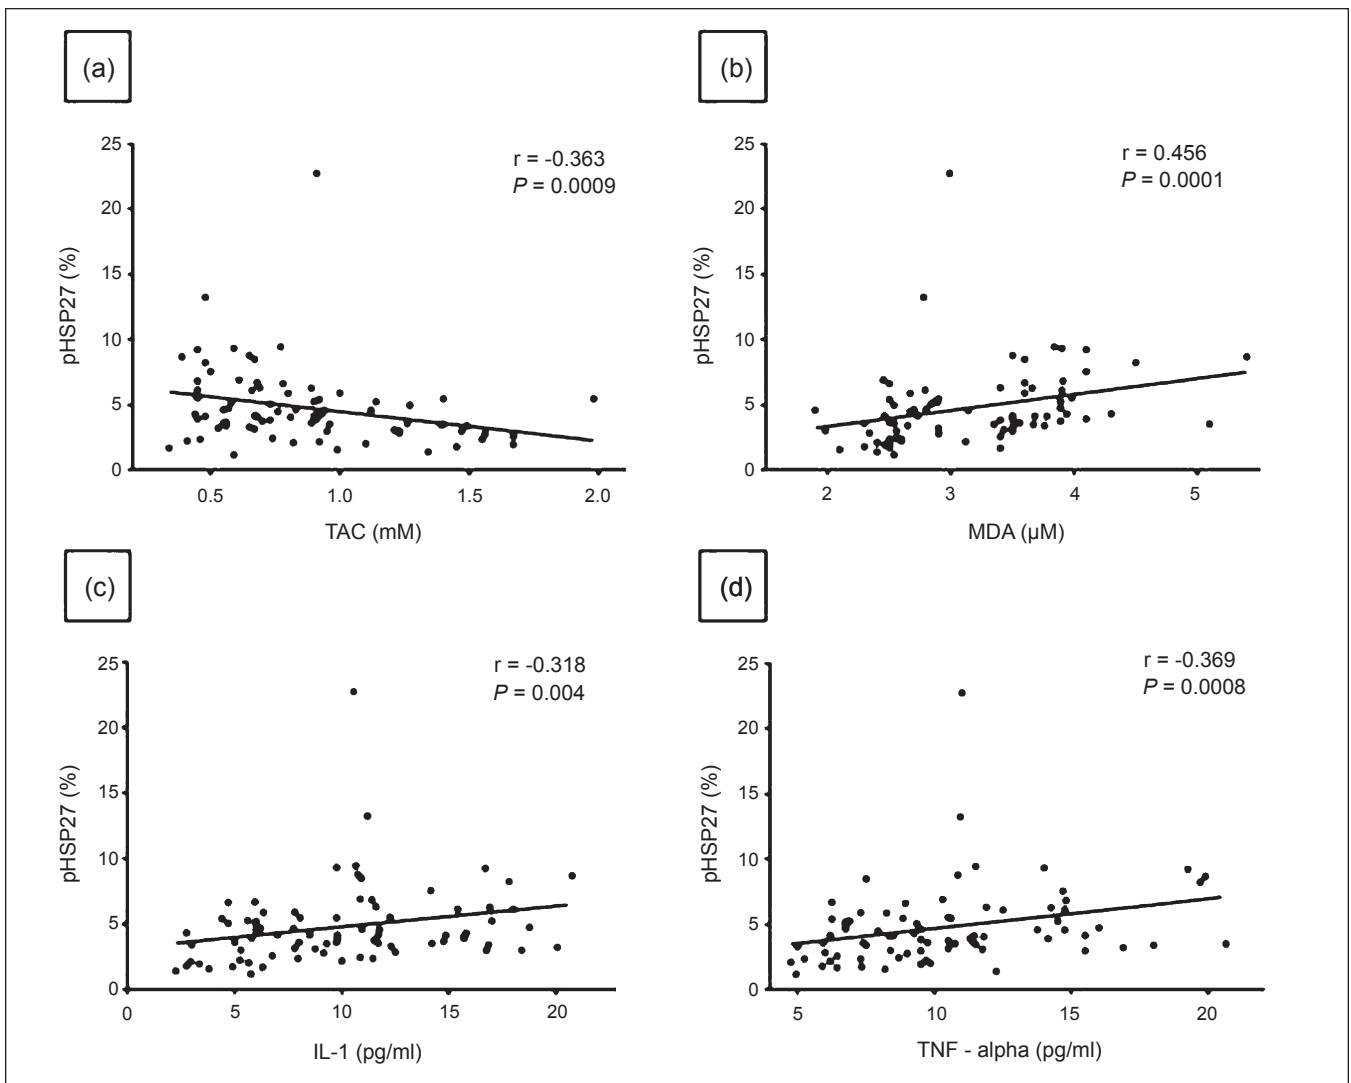 (a)
r = -0.363
P = 0.0009
25
20
15
10
5
0
pHSP27 (%)
0.5 1.0 1.5 2.0
TAC (mM)
(b)
r = 0.456
P = 0.0001
25
20
15
10
5
0
pHSP27 (%)
2 3 4 5
MDA (µM)
(c)
r = -0.318
P = 0.004
25
20
15
10
5
0
pHSP27 (%)
0 5 10 15 20
IL-1 (pg/ml)
(d)
r = -0.369
P = 0.0008
25
20
15
10
5
0
pHSP27 (%)
5 10 15 20
TNF - alpha (pg/ml)